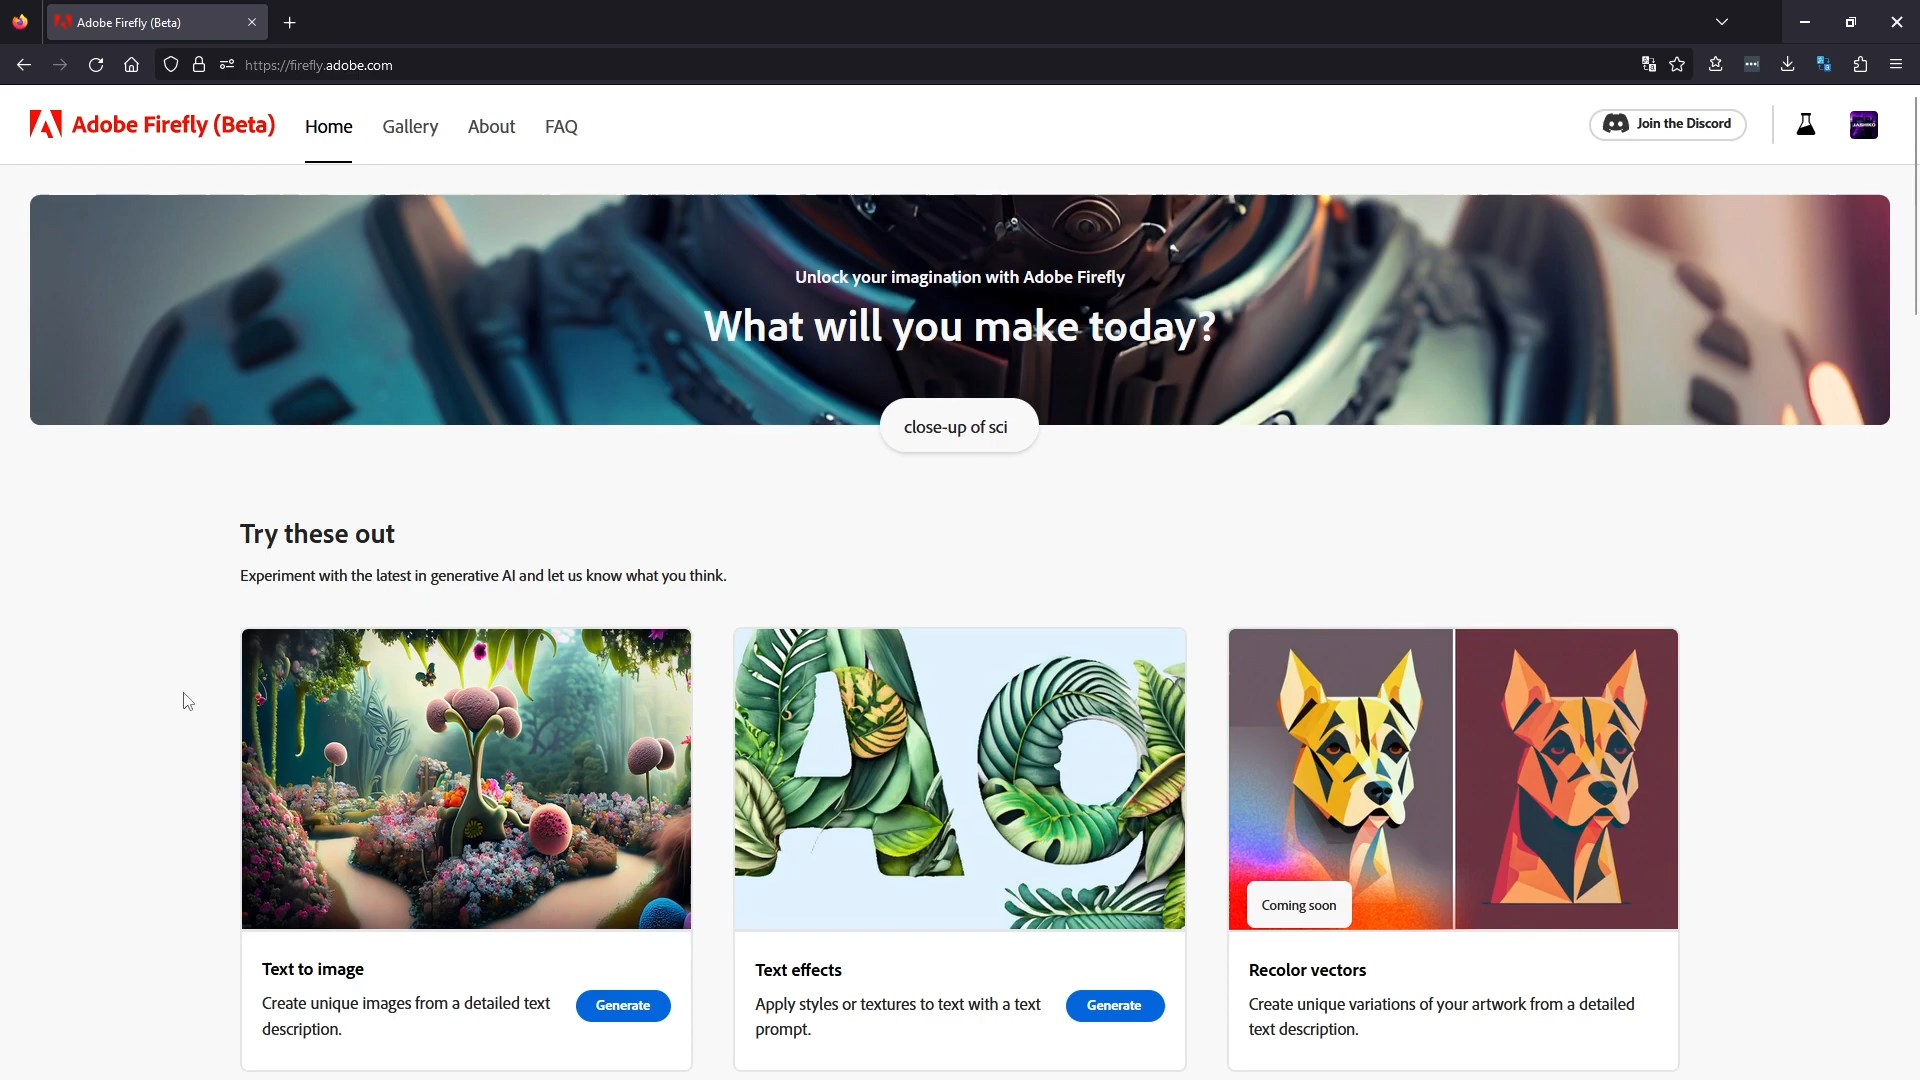 Adobe Firefly (Beta)
https://firefly.adobe.com
Adobe Firefly (Beta)
Home
Gallery
About
FAQ
Join the Discord
Unlock your imagination with Adobe Firefly
What will you make today?
close-up of sci
Try these out
Experiment with the latest in generative AI and let us know what you think.
Coming soon
Text to image
Create unique images from a detailed text
description.
Generate
Text effects
Apply styles or textures to text with a text
prompt.
Generate
Recolor vectors
Create unique variations of your artwork from a detailed
text description.